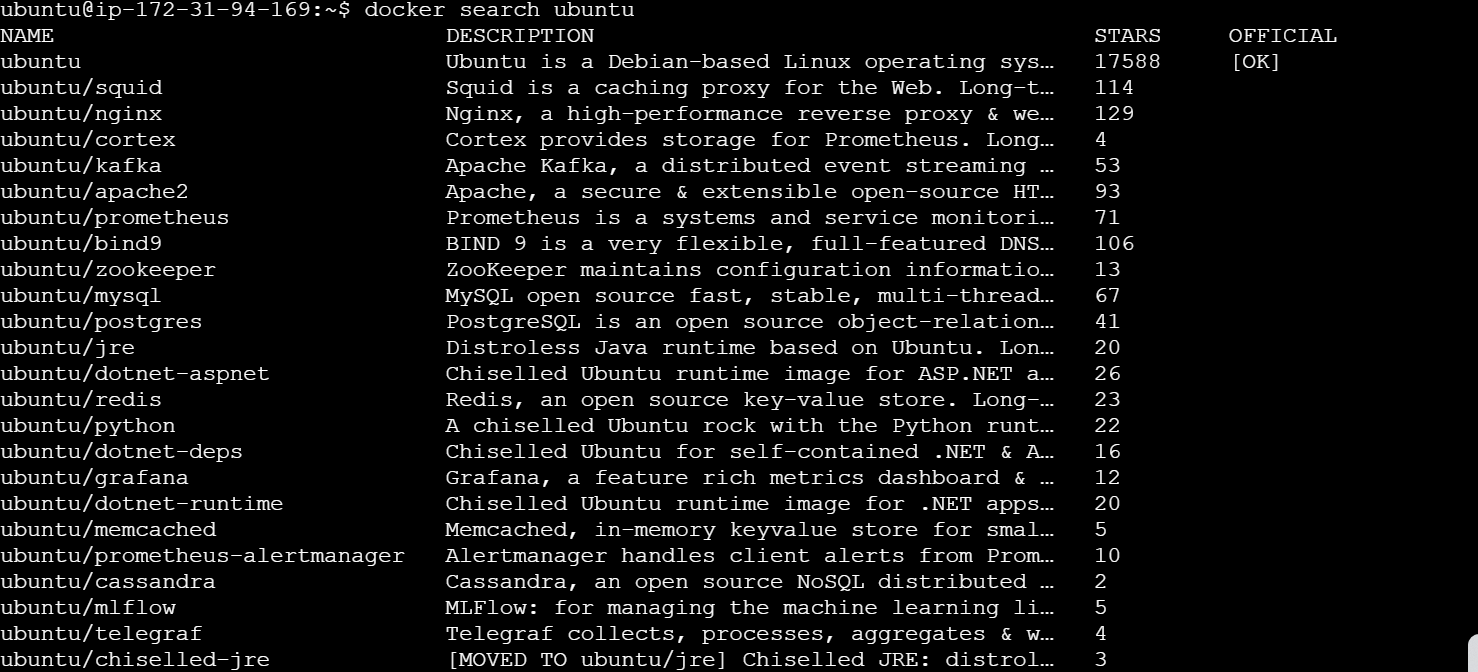 ubuntu@ip-172-31-94-169:~$ docker search ubuntu
NAME DESCRIPTION STARS OFFICIAL
ubuntu Ubuntu is a Debian-based Linux operating sys… 17588 [OK]
ubuntu/squid Squid is a caching proxy for the Web. Long-t… 114
ubuntu/nginx Nginx, a high-performance reverse proxy & we… 129
ubuntu/cortex Cortex provides storage for Prometheus. Long… 4
ubuntu/kafka Apache Kafka, a distributed event streaming … 53
ubuntu/apache2 Apache, a secure & extensible open-source HT… 93
ubuntu/prometheus Prometheus is a systems and service monitori… 71
ubuntu/bind9 BIND 9 is a very flexible, full-featured DNS… 106
ubuntu/zookeeper ZooKeeper maintains configuration informatio… 13
ubuntu/mysql MySQL open source fast, stable, multi-thread… 67
ubuntu/postgres PostgreSQL is an open source object-relation… 41
ubuntu/jre Distroless Java runtime based on Ubuntu. Lon… 20
ubuntu/dotnet-aspnet Chiselled Ubuntu runtime image for ASP.NET a… 26
ubuntu/redis Redis, an open source key-value store. Long-… 23
ubuntu/python A chiselled Ubuntu rock with the Python runt… 22
ubuntu/dotnet-deps Chiselled Ubuntu for self-contained .NET & A… 16
ubuntu/grafana Grafana, a feature rich metrics dashboard & … 12
ubuntu/dotnet-runtime Chiselled Ubuntu runtime image for .NET apps… 20
ubuntu/memcached Memcached, in-memory keyvalue store for smal… 5
ubuntu/prometheus-alertmanager Alertmanager handles client alerts from Prom… 10
ubuntu/cassandra Cassandra, an open source NoSQL distributed … 2
ubuntu/mlflow MLFlow: for managing the machine learning li… 5
ubuntu/telegraf Telegraf collects, processes, aggregates & w… 4
ubuntu/chiselled-jre [MOVED TO ubuntu/jre] Chiselled JRE: distrol… 3